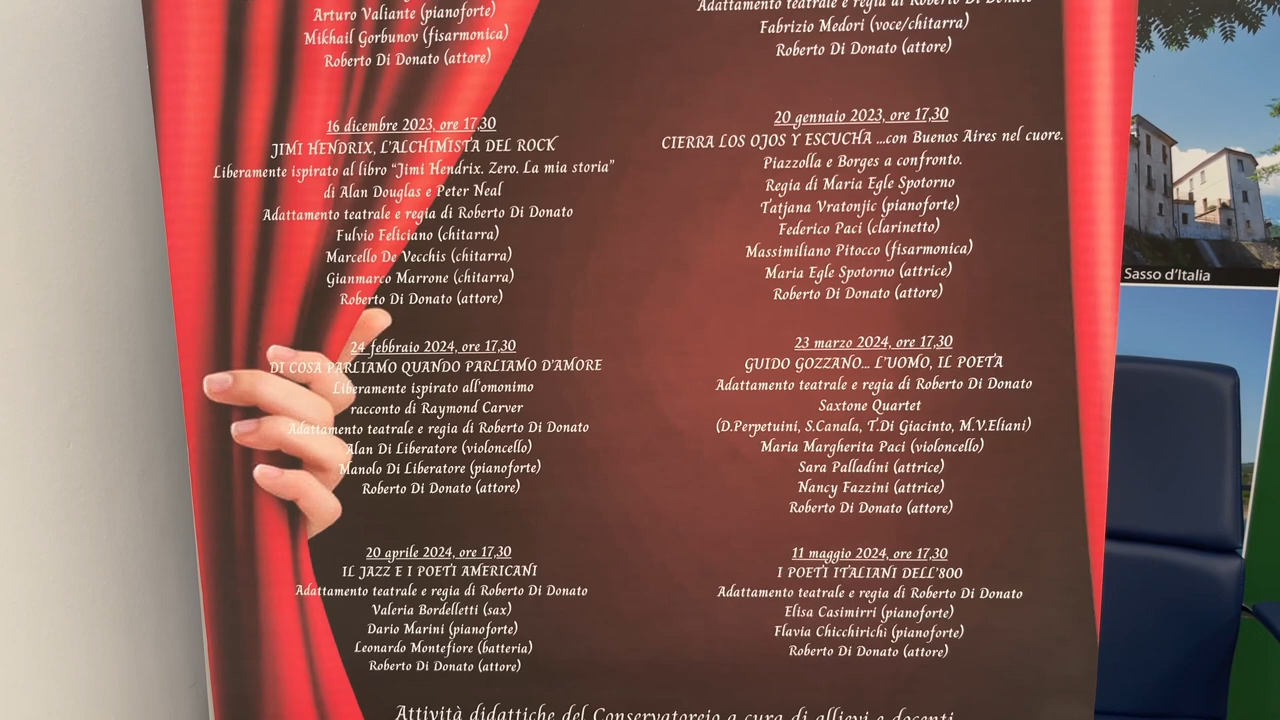 Arturo Valiante (pianoforte)
Mikhail Gorbunov (fisarmonica)
Roberto Di Donato (attore)
16 dicembre 2023, ore 17,30
JIMI HENDRIX, L'ALCHIMISTA DEL ROCK
Liberamente ispirato al libro “Jimi Hendrix. Zero. La mia storia”
di Alan Douglas e Peter Neal
Adattamento teatrale e regia di Roberto Di Donato
Fulvio Feliciano (chitarra)
Marcello De Vecchis (chitarra)
Gianmarco Marrone (chitarra)
Roberto Di Donato (attore)
24 febbraio 2024, ore 17,30
DI COSA PARLIAMO QUANDO PARLIAMO D'AMORE
Liberamente ispirato all'omonimo
racconto di Raymond Carver
Adattamento teatrale e regia di Roberto Di Donato
Alan Di Liberatore (violoncello)
Manolo Di Liberatore (pianoforte)
Roberto Di Donato (attore)
20 aprile 2024, ore 17,30
IL JAZZ E I POETI AMERICANI
Adattamento teatrale e regia di Roberto Di Donato
Valeria Bordelletti (sax)
Dario Marini (pianoforte)
Leonardo Montefiore (batteria)
Roberto Di Donato (attore)
Adattamento teatrale e regia di Roberto Di Donato
Fabrizio Medori (voce/chitarra)
Roberto Di Donato (attore)
20 gennaio 2023, ore 17,30
CIERRA LOS OJOS Y ESCUCHA ...con Buenos Aires nel cuore.
Piazzolla e Borges a confronto.
Regia di Maria Egle Spotorno
Tatjana Vratonjic (pianoforte)
Federico Paci (clarinetto)
Massimiliano Pitocco (fisarmonica)
Maria Egle Spotorno (attrice)
Roberto Di Donato (attore)
23 marzo 2024, ore 17,30
GUIDO GOZZANO... L'UOMO, IL POETA
Adattamento teatrale e regia di Roberto Di Donato
Saxtone Quartet
(D.Perpetuini, S.Canala, T.Di Giacinto, M.V.Eliani)
Maria Margherita Paci (violoncello)
Sara Palladini (attrice)
Nancy Fazzini (attrice)
Roberto Di Donato (attore)
11 maggio 2024, ore 17,30
I POETI ITALIANI DELL'800
Adattamento teatrale e regia di Roberto Di Donato
Elisa Casimirri (pianoforte)
Flavia Chicchirichì (pianoforte)
Roberto Di Donato (attore)
Attività didattiche del Conservatoreio a cura di allievi e docenti
Sasso d'Italia